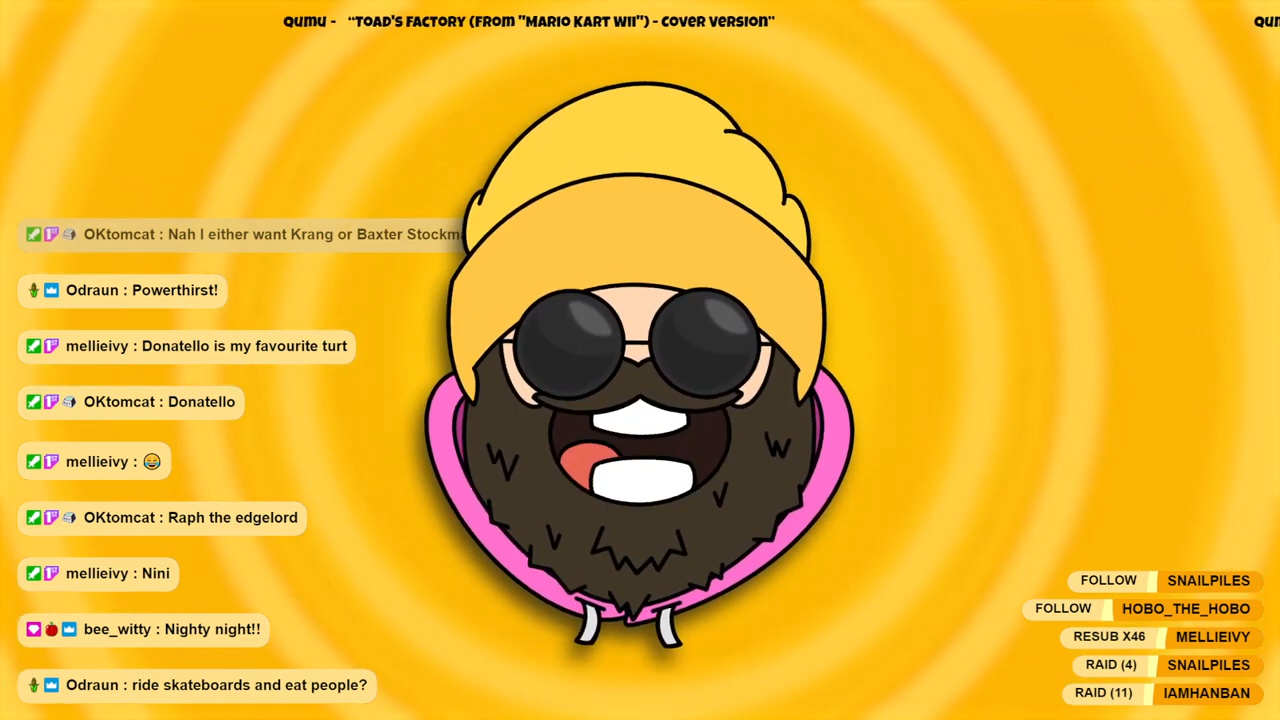 Qumu - "Toad's Factory (From "Mario Kart Wii") - Cover Version"
Qum
OKtomcat : Nah I either want Krang or Baxter Stockm
Odraun : Powerthirst!
mellieivy : Donatello is my favourite turt
OKtomcat : Donatello
mellieivy : 😂
OKtomcat : Raph the edgelord
mellieivy : Nini
bee_witty : Nighty night!!
Odraun : ride skateboards and eat people?
FOLLOW SNAILPILES
FOLLOW HOBO_THE_HOBO
RESUB X46 MELLIEIVY
RAID (4) SNAILPILES
RAID (11) IAMHANBAN